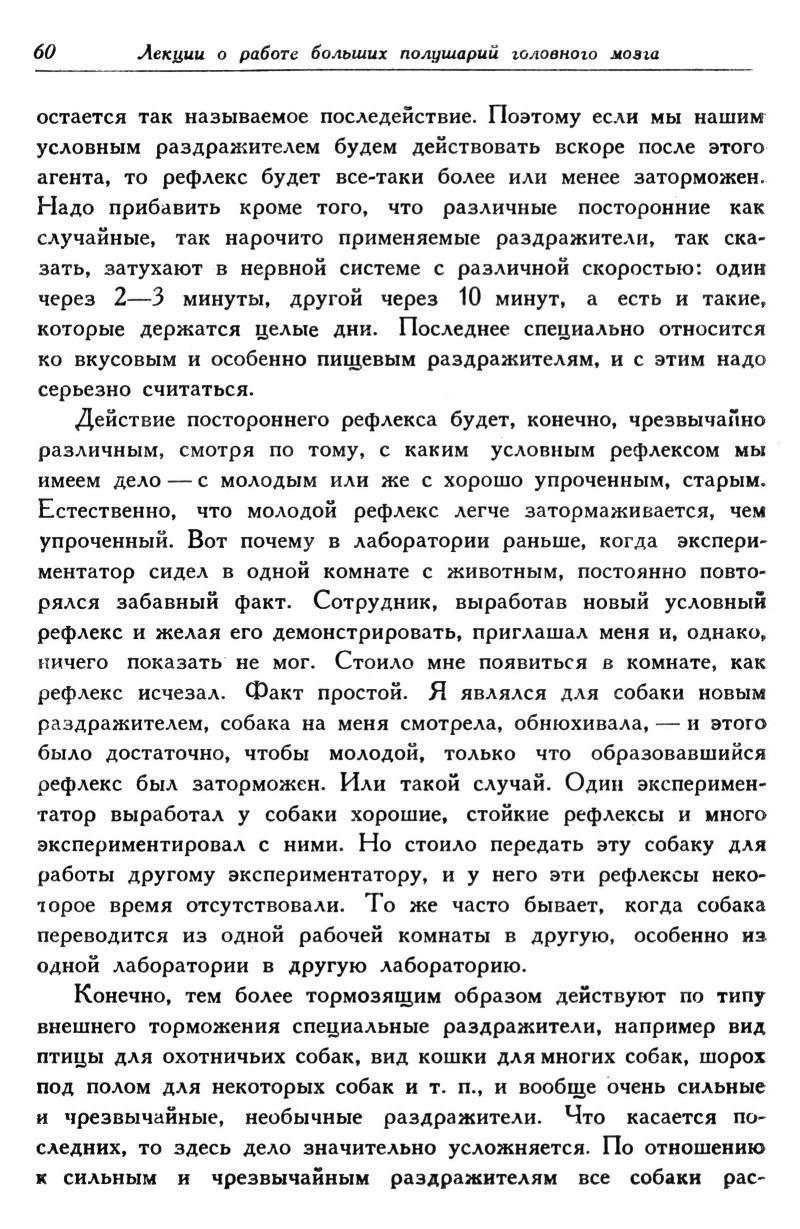 60 Лекции о работе больших полушарий головного мозга
остается так называемое последействие. Поэтому если мы нашим
условным раздражителем будем действовать вскоре после этого
агента, то рефлекс будет все-таки более или менее заторможен.
Надо прибавить кроме того, что различные посторонние как
случайные, так нарочито применяемые раздражители, так ска-
зать, затухают в нервной системе с различной скоростью: один
через 2—3 минуты, другой через 10 минут, а есть и такие,
которые держатся целые дни. Последнее специально относится
ко вкусовым и особенно пищевым раздражителям, и с этим надо
серьезно считаться.
Действие постороннего рефлекса будет, конечно, чрезвычайно
различным, смотря по тому, с каким условным рефлексом мы
имеем дело — с молодым или же с хорошо упроченным, старым.
Естественно, что молодой рефлекс легче затормаживается, чем
упроченный. Вот почему в лаборатории раньше, когда экспери-
ментатор сидел в одной комнате с животным, постоянно повто-
рялся забавный факт. Сотрудник, выработав новый условный
рефлекс и желая его демонстрировать, приглашал меня и, однако,
ничего показать не мог. Стоило мне появиться в комнате, как
рефлекс исчезал. Факт простой. Я являлся для собаки новым
раздражителем, собака на меня смотрела, обнюхивала, — и этого
было достаточно, чтобы молодой, только что образовавшийся
рефлекс был заторможен. Или такой случай. Один эксперимен-
татор выработал у собаки хорошие, стойкие рефлексы и много
экспериментировал с ними. Но стоило передать эту собаку для
работы другому экспериментатору, и у него эти рефлексы неко-
торое время отсутствовали. То же часто бывает, когда собака
переводится из одной рабочей комнаты в другую, особенно из
одной лаборатории в другую лабораторию.
Конечно, тем более тормозящим образом действуют по типу
внешнего торможения специальные раздражители, например вид
птицы для охотничьих собак, вид кошки для многих собак, шорох
под полом для некоторых собак и т. п., и вообще очень сильные
и чрезвычайные, необычные раздражители. Что касается по-
следних, то здесь дело значительно усложняется. По отношению
к сильным и чрезвычайным раздражителям все собаки рас-